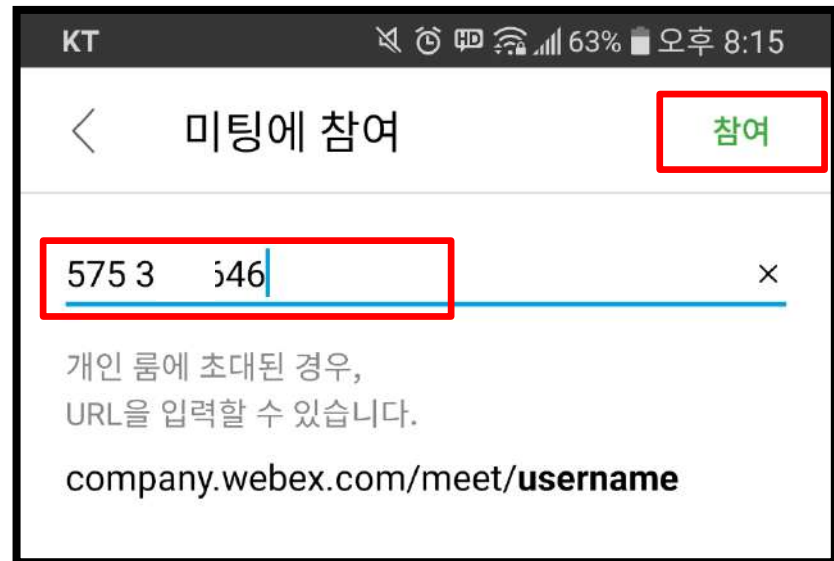 KT 63% 오후 8:15
미팅에 참여 참여
575 3 646
개인 룸에 초대된 경우,
URL을 입력할 수 있습니다.
company.webex.com/meet/username